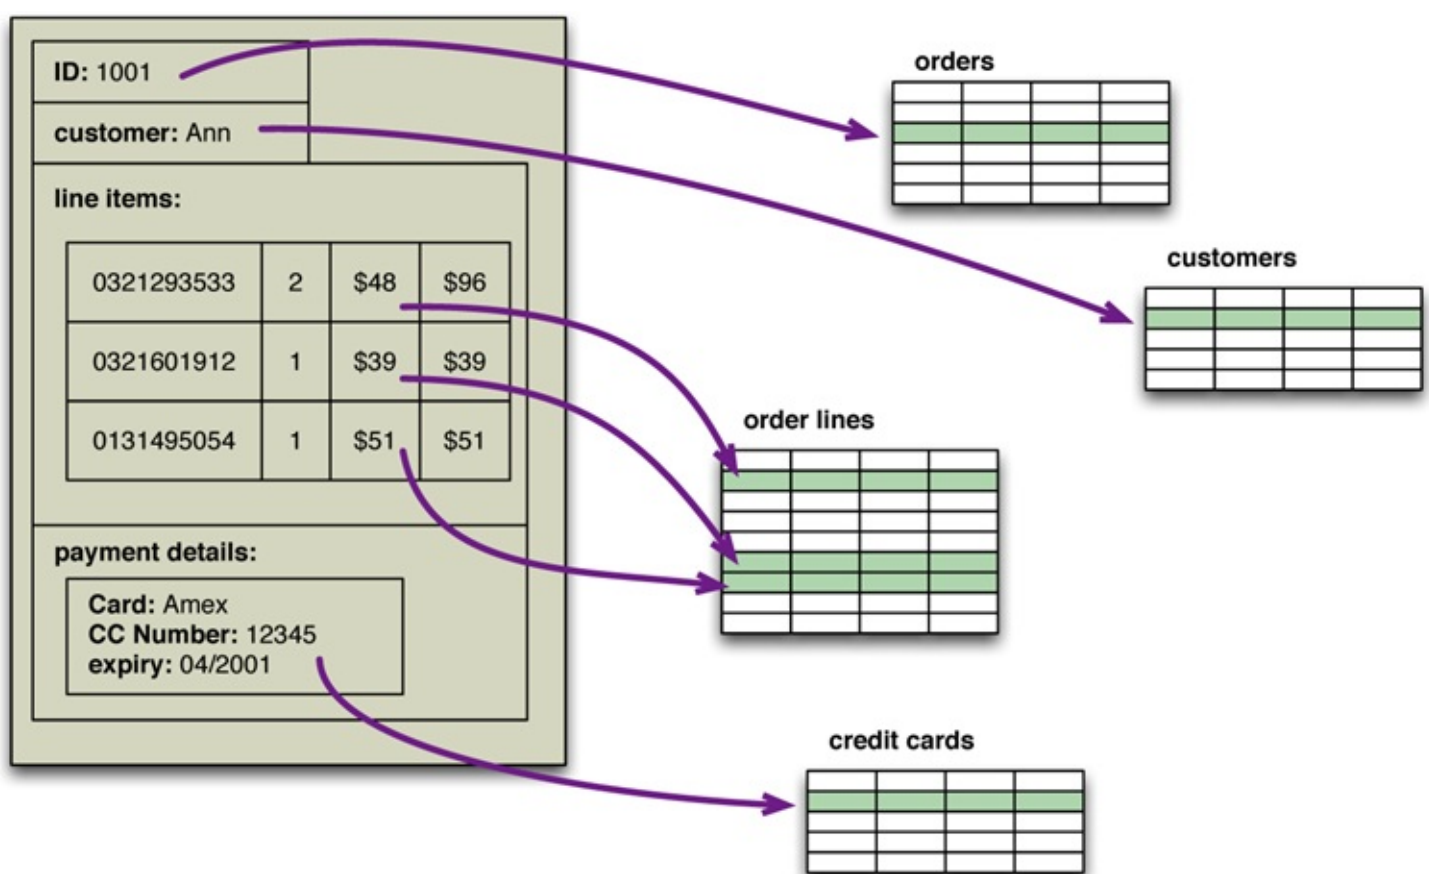 ID: 1001
customer: Ann
line items:
0321293533 2 $48 $96
0321601912 1 $39 $39
0131495054 1 $51 $51
payment details:
Card: Amex
CC Number: 12345
expiry: 04/2001
orders
customers
order lines
credit cards